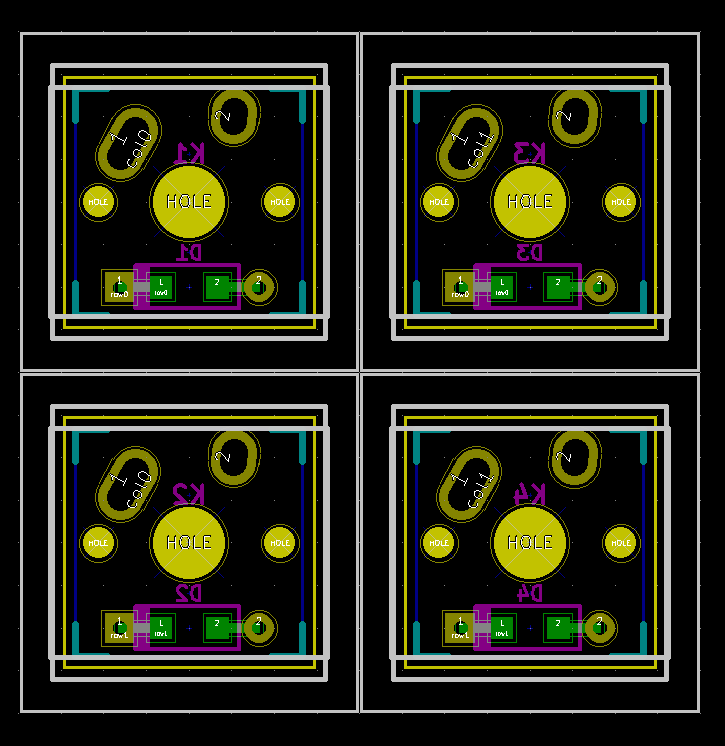 1 2 1 2
COl0 COl1
K1 K3
HOLE HOLE HOLE HOLE HOLE HOLE
D1 D3
1 1 2 2 1 1 2 2
row0 row0 row0 row0
1 2 1 2
COl0 COl1
K2 K4
HOLE HOLE HOLE HOLE HOLE HOLE
D2 D4
1 1 2 2 1 1 2 2
row1 row1 row1 row1